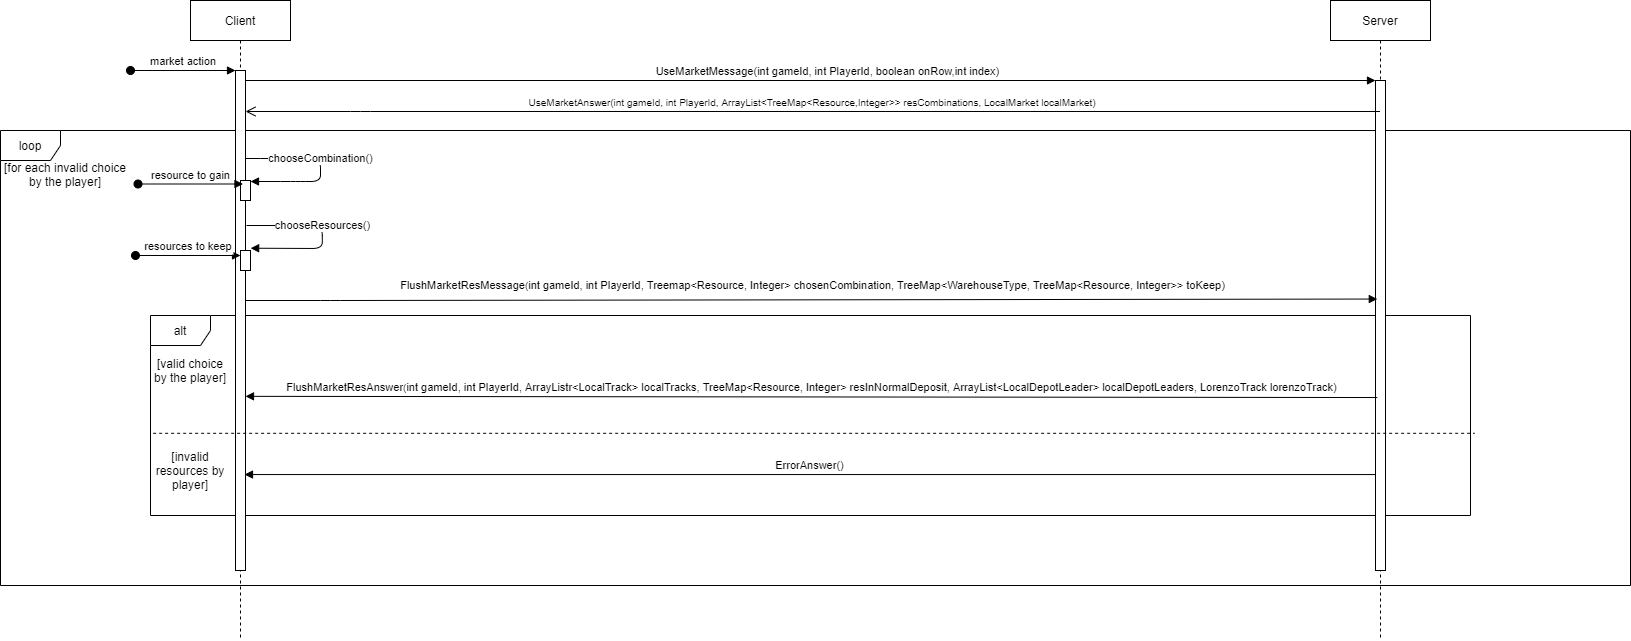 Client
Server
market action
UseMarketMessage(int gameId, int PlayerId, boolean onRow,int index)
UseMarketAnswer(int gameId, int PlayerId, ArrayList<TreeMap<Resource,Integer>> resCombinations, LocalMarket localMarket)
loop
[for each invalid choice
by the player]
chooseCombination()
resource to gain
chooseResources()
resources to keep
FlushMarketResMessage(int gameId, int PlayerId, Treemap<Resource, Integer> chosenCombination, TreeMap<WarehouseType, TreeMap<Resource, Integer>> toKeep)
alt
[valid choice
by the player]
FlushMarketResAnswer(int gameId, int PlayerId, ArrayListr<LocalTrack> localTracks, TreeMap<Resource, Integer> resInNormalDeposit, ArrayList<LocalDepotLeader> localDepotLeaders, LorenzoTrack lorenzoTrack)
[invalid
resources by
player]
ErrorAnswer()